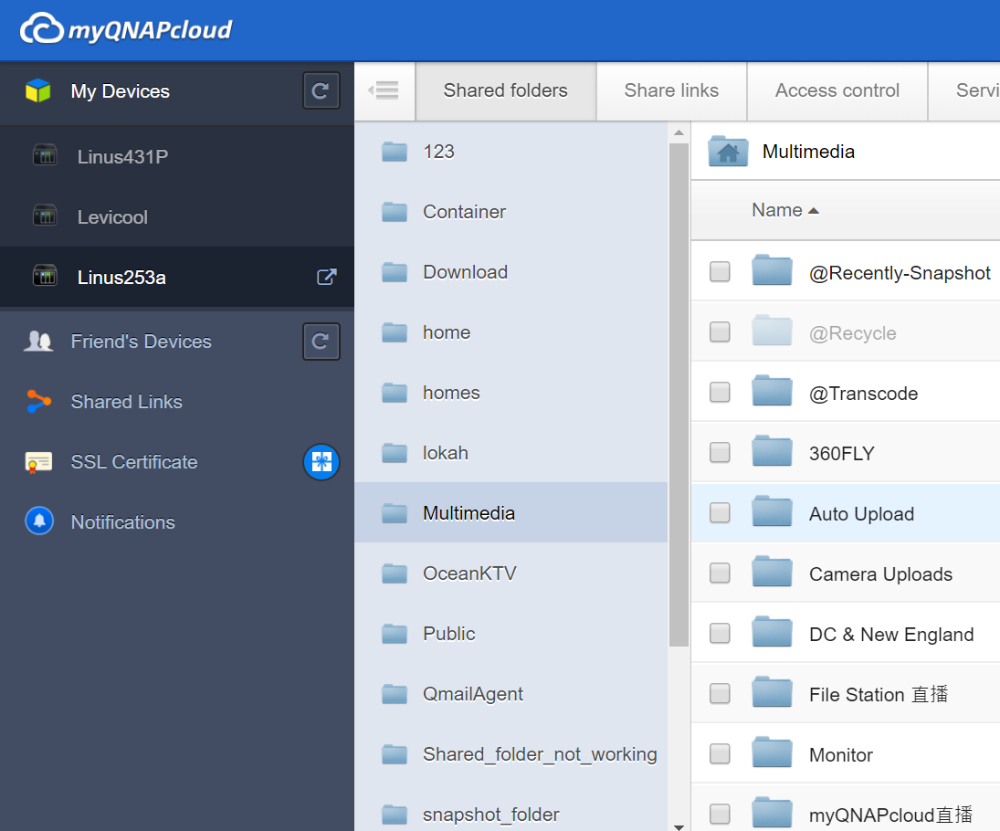 myQNAPcloud
My Devices
Linus431P
Levicool
Linus253a
Friend's Devices
Shared Links
SSL Certificate
Notifications
Shared folders
Share links
Access control
Servi
123
Container
Download
home
homes
lokah
Multimedia
OceanKTV
Public
QmailAgent
Shared_folder_not_working
snapshot_folder
Multimedia
Name
@Recently-Snapshot
@Recycle
@Transcode
360FLY
Auto Upload
Camera Uploads
DC & New England
File Station 直播
Monitor
myQNAPcloud直播